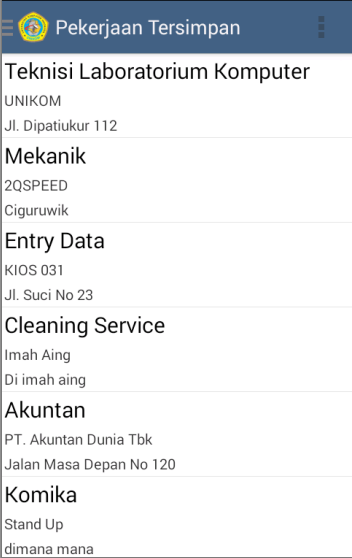 Pekerjaan Tersimpan
Teknisi Laboratorium Komputer
UNIKOM
Jl. Dipatiukur 112
Mekanik
2QSPEED
Ciguruwik
Entry Data
KIOS 031
Jl. Suci No 23
Cleaning Service
Imah Aing
Di imah aing
Akuntan
PT. Akuntan Dunia Tbk
Jalan Masa Depan No 120
Komika
Stand Up
dimana mana